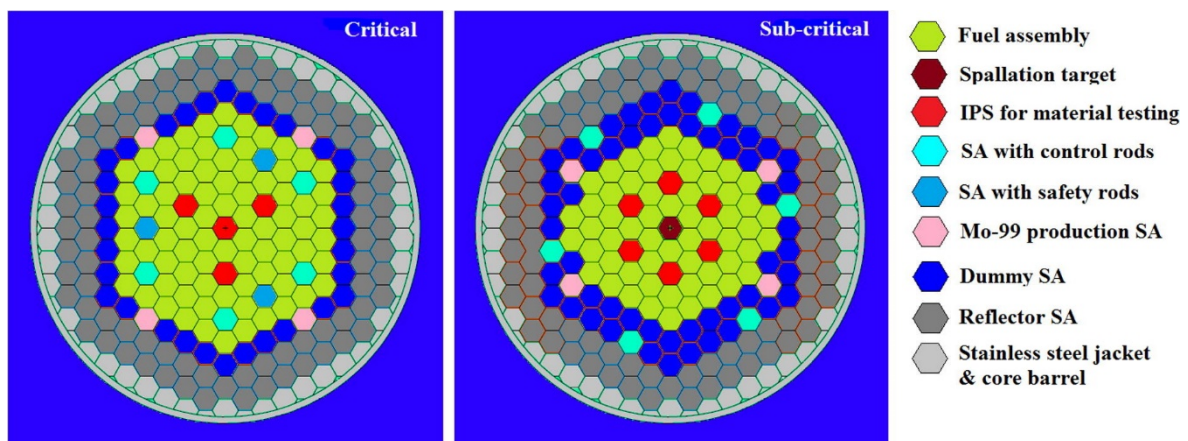 Critical
Sub-critical
Fuel assembly
Spallation target
IPS for material testing
SA with control rods
SA with safety rods
Mo-99 production SA
Dummy SA
Reflector SA
Stainless steel jacket
& core barrel